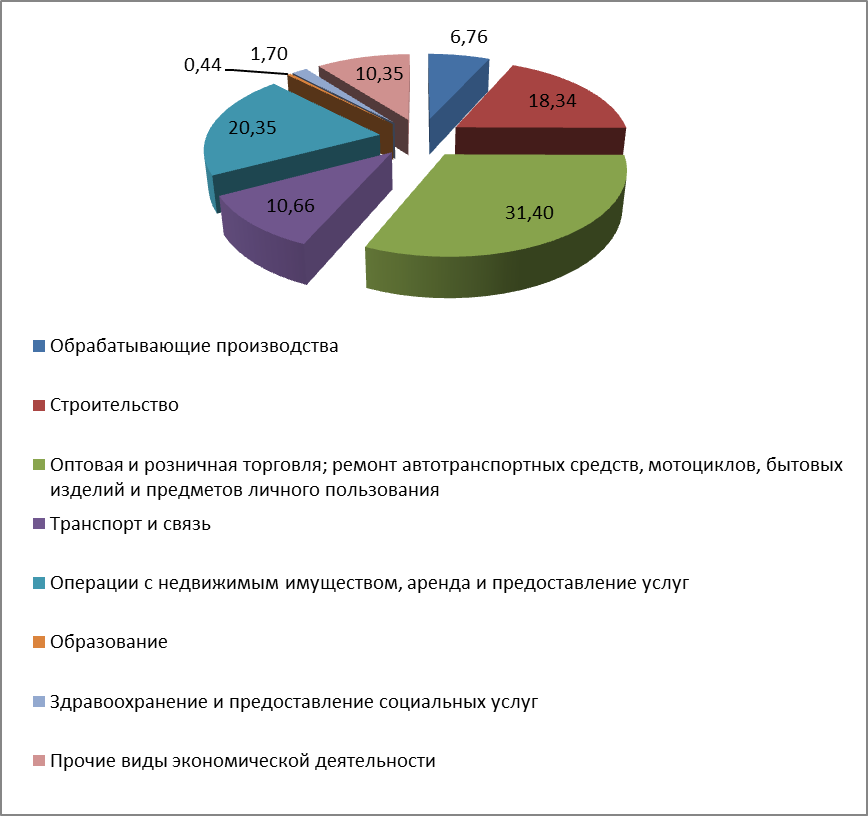 6,76
1,70
0,44
10,35
18,34
20,35
10,66
31,40
Обрабатывающие производства
Строительство
Оптовая и розничная торговля; ремонт автотранспортных средств, мотоциклов, бытовых
изделий и предметов личного пользования
Транспорт и связь
Операции с недвижимым имуществом, аренда и предоставление услуг
Образование
Здравоохранение и предоставление социальных услуг
Прочие виды экономической деятельности